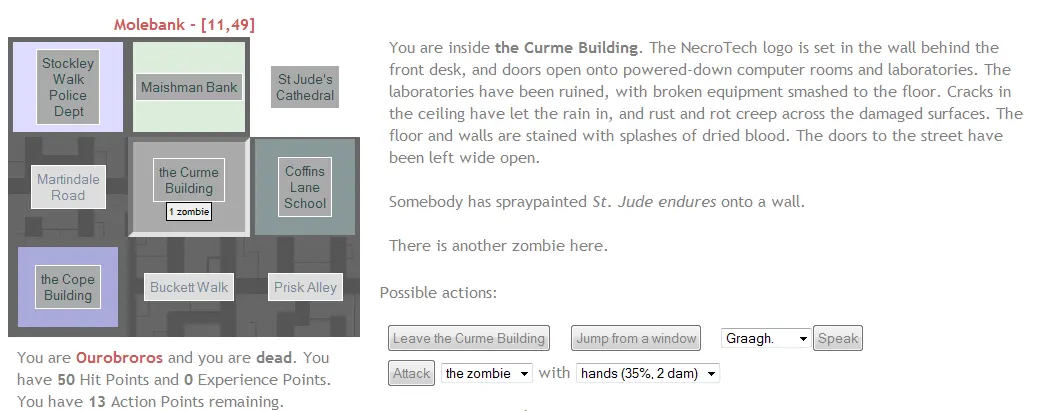 Molebank - [11,49]
Stockley
Walk
Police
Dept
Maishman Bank
St Jude's
Cathedral
Martindale
Road
the Curme
Building
1 zombie
Coffins
Lane
School
the Cope
Building
Buckett Walk
Prisk Alley
You are Ourobroros and you are dead. You
have 50 Hit Points and 0 Experience Points.
You have 13 Action Points remaining.
You are inside the Curme Building. The NecroTech logo is set in the wall behind the
front desk, and doors open onto powered-down computer rooms and laboratories. The
laboratories have been ruined, with broken equipment smashed to the floor. Cracks in
the ceiling have let the rain in, and rust and rot creep across the damaged surfaces. The
floor and walls are stained with splashes of dried blood. The doors to the street have
been left wide open.
Somebody has spraypainted St. Jude endures onto a wall.
There is another zombie here.
Possible actions:
Leave the Curme Building Jump from a window Graagh. Speak
Attack the zombie with hands (35%, 2 dam)